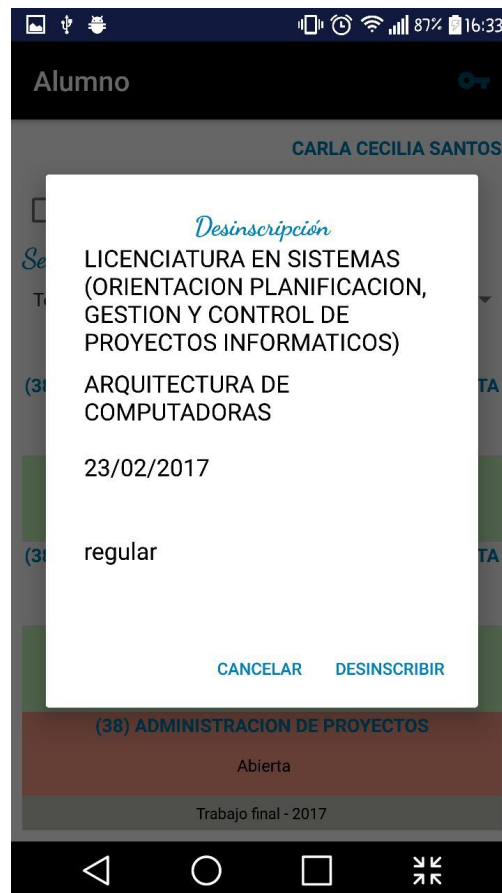 87% 16:33
Alumno
CARLA CECILIA SANTOS
Desinscripción
LICENCIATURA EN SISTEMAS
(ORIENTACION PLANIFICACION,
GESTION Y CONTROL DE
PROYECTOS INFORMATICOS)
ARQUITECTURA DE
COMPUTADORAS
23/02/2017
regular
CANCELAR DESINSCRIBIR
(38) ADMINISTRACION DE PROYECTOS
Abierta
Trabajo final - 2017